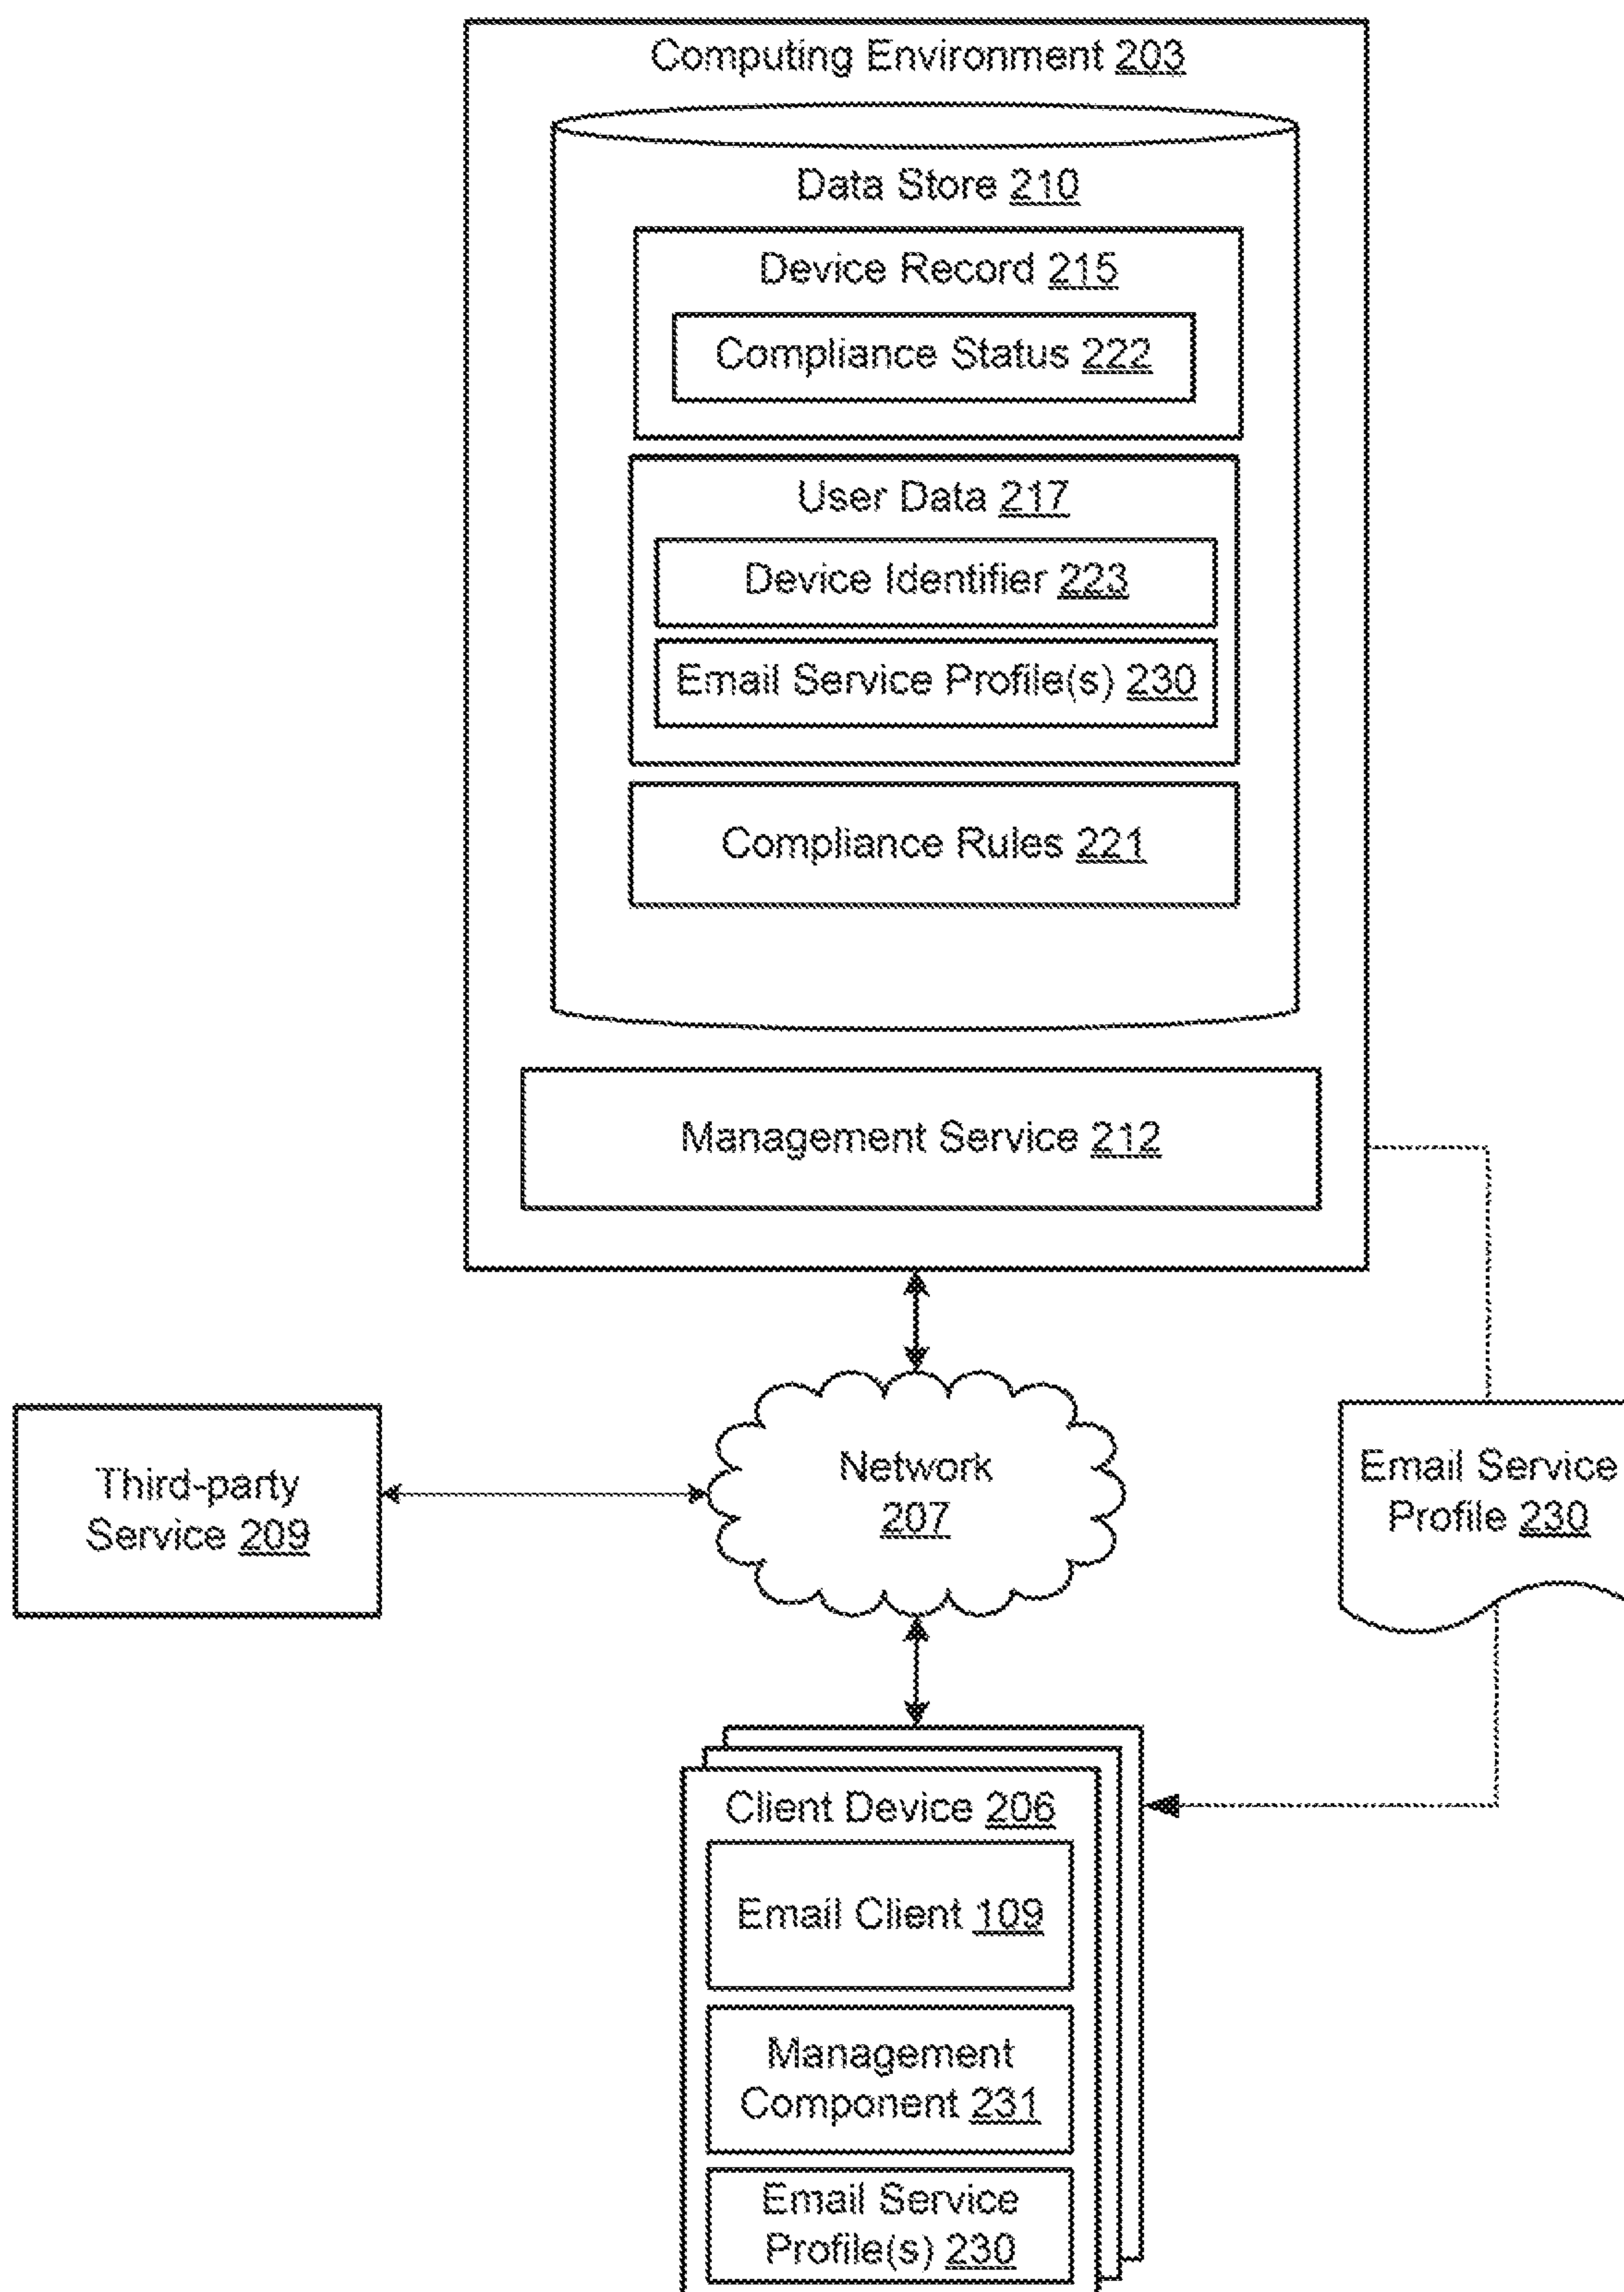 Computing Environment 203
Data Store 210
Device Record 215
Compliance Status 222
User Data 217
Device Identifier 223
Email Service Profile(s) 230
Compliance Rules 221
Management Service 212
Third-party
Service 209
Network
207
Email Service
Profile 230
Client Device 206
Email Client 109
Management
Component 231
Email Service
Profile(s) 230